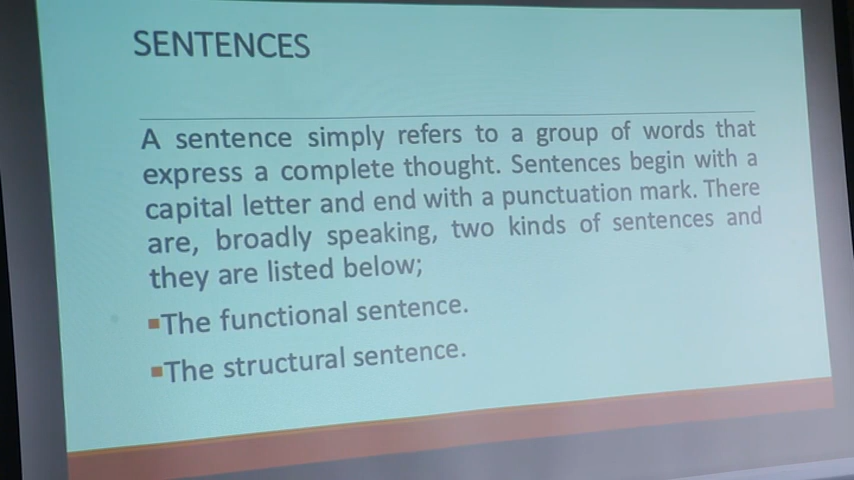 SENTENCES
A sentence simply refers to a group of words that
express a complete thought. Sentences begin with a
capital letter and end with a punctuation mark. There
are, broadly speaking, two kinds of sentences and
they are listed below;
▪The functional sentence.
▪The structural sentence.